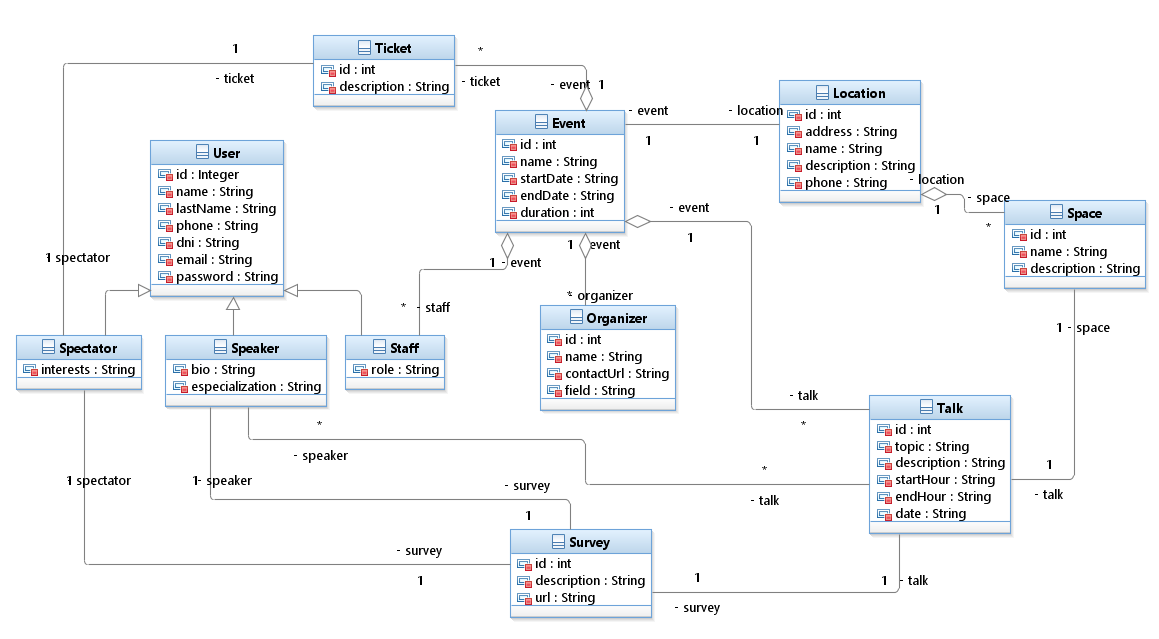 Ticket
id : int
description : String
1
- ticket
*
- ticket
- event 1
Event
id : int
name : String
startDate : String
endDate : String
duration : int
- event
1
- location
1
Location
id : int
address : String
name : String
description : String
phone : String
- location
1
- space
*
Space
id : int
name : String
description : String
User
id : Integer
name : String
lastName : String
phone : String
dni : String
email : String
password : String
1 spectator
- event
1
1 - event
1 event
* - staff
* organizer
Organizer
id : int
name : String
contactUrl : String
field : String
1 - space
Spectator
interests : String
Speaker
bio : String
especialization : String
Staff
role : String
- talk
*
Talk
id : int
topic : String
description : String
startHour : String
endHour : String
date : String
*
- speaker
*
- talk
1
- talk
1 spectator
1- speaker
- survey
1
Survey
id : int
description : String
url : String
- survey
1
1
- survey
1 - talk